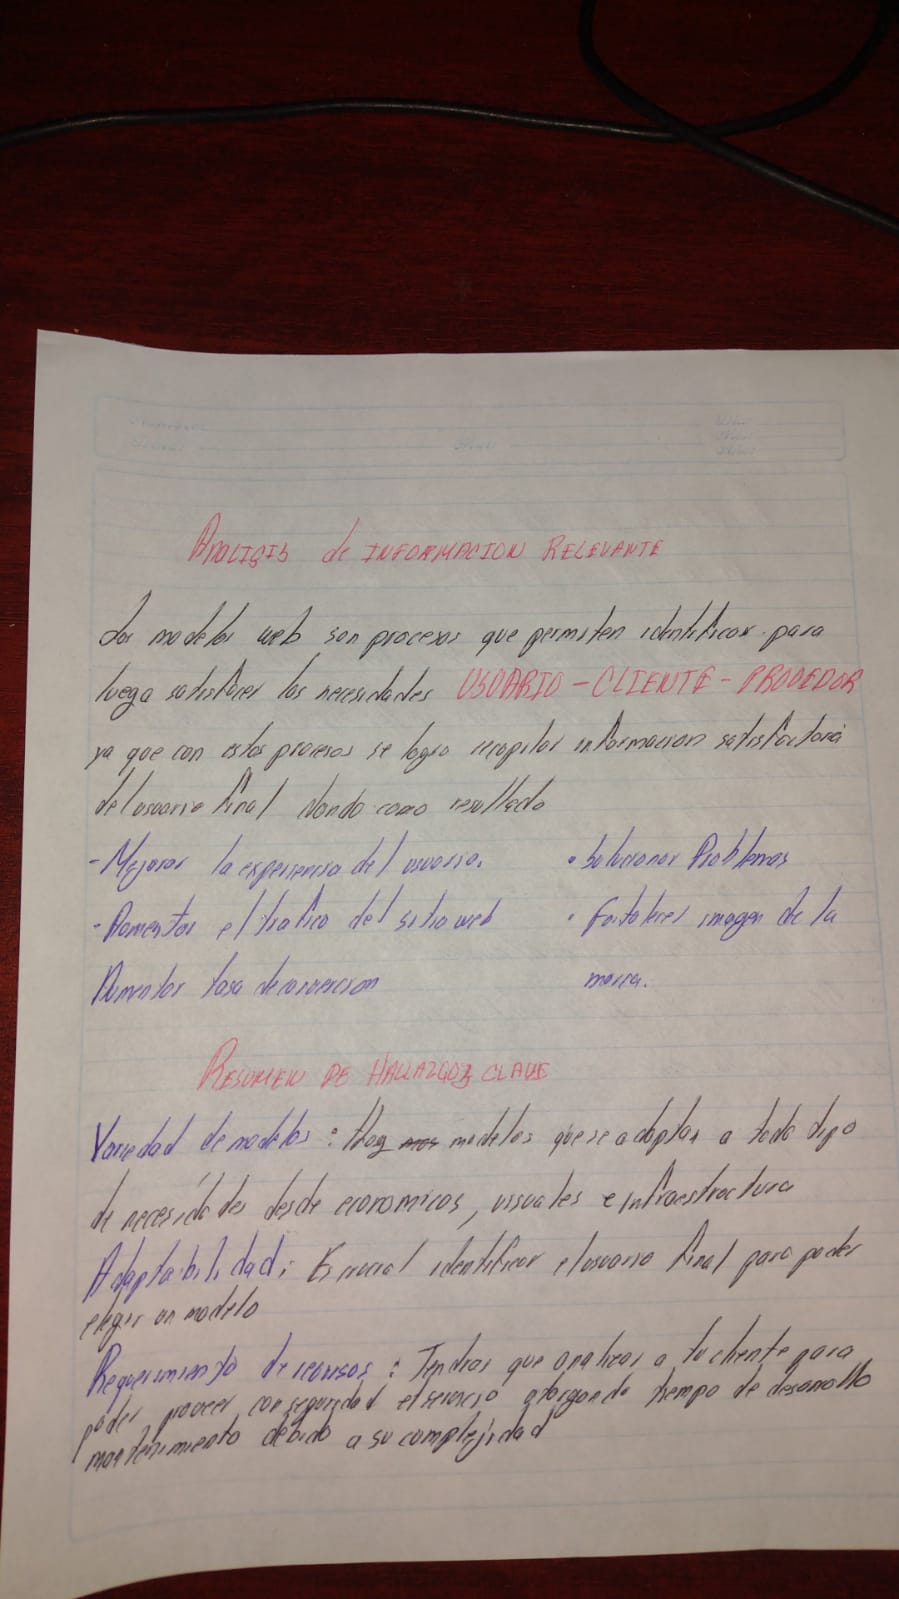 Analisis de INFORMACION RELEVANTE
Los modelos web son procesos que permiten identificar para
luego satisfacer las necesidades USUARIO - CLIENTE - PROVEDOR
ya que con estos procesos se logra recopilar informacion satisfactoria
del usuario final dando como resultado
- Mejorar la experiencia del usuario. • Solucionar Problemas
- Aumentar el trafico del sitio web • Fortalecer imagen de la
Aumentar tasa de conversion marca.
RESUMEN DE HALLAZGOS CLAVE
Variedad de modelos : Hay modelos que se adaptan a todo tipo
de necesidades desde economicos, visuales e infraestructura
Adaptabilidad : Es crucial identificar el usuario final para poder
elegir un modelo
Requerimiento de recursos : Tendras que analizar a tu cliente para
poder proveer con seguridad el servicio otorgando tiempo de desarrollo
mantenimiento debido a su complejidad